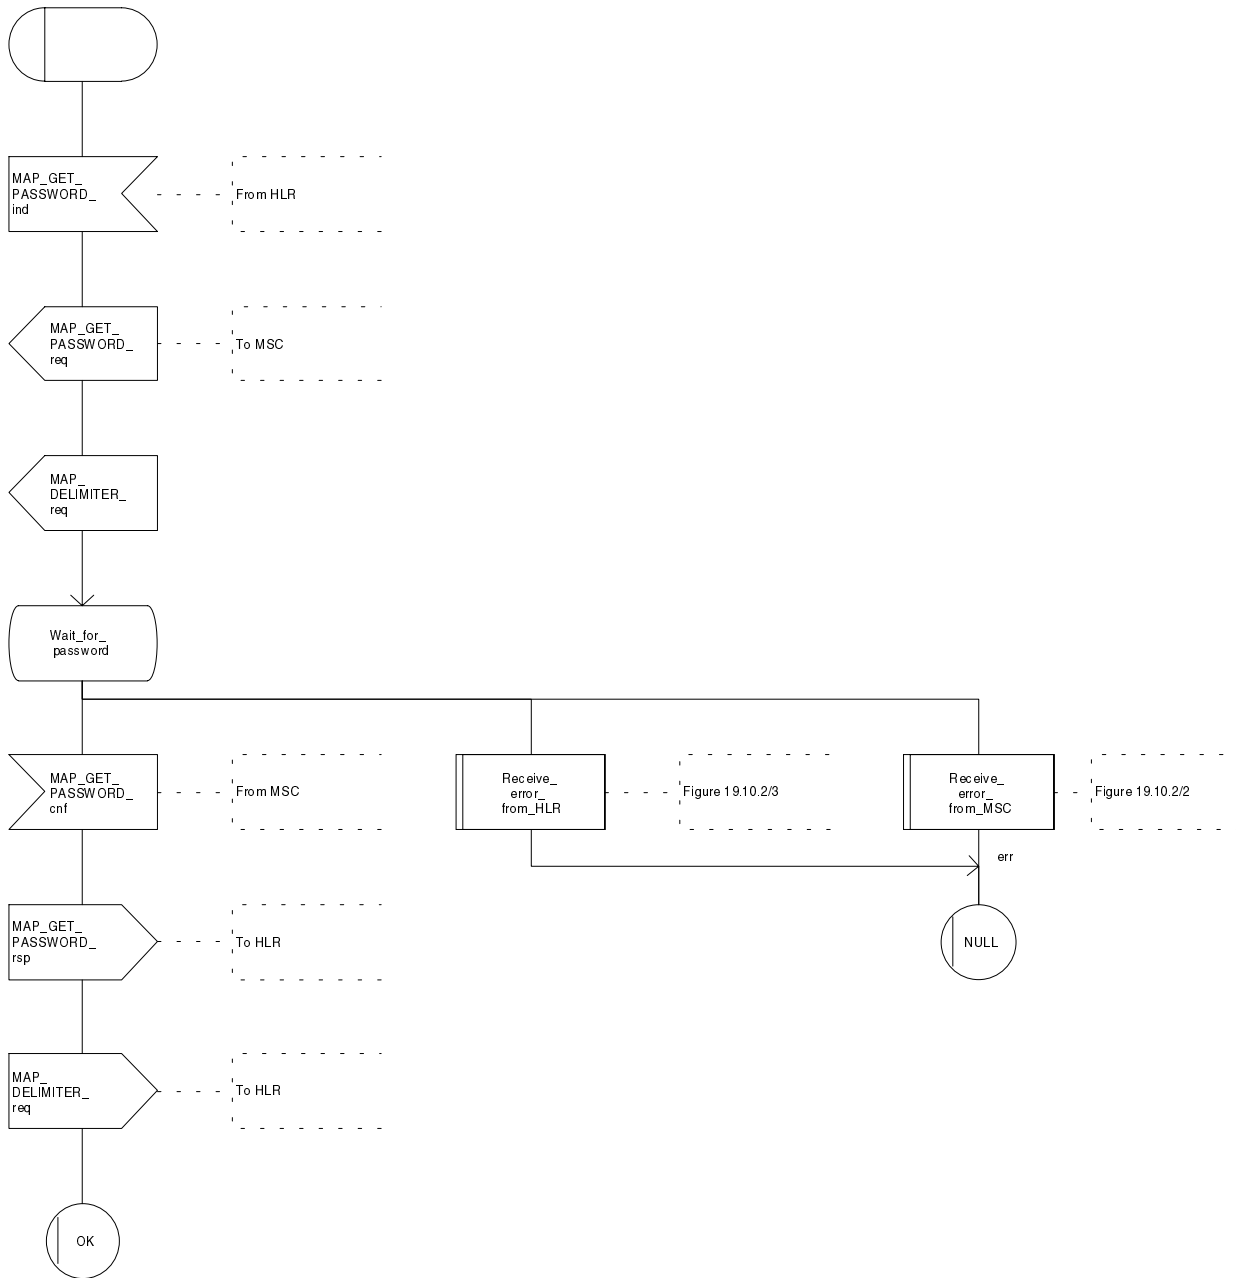 MAP_GET_
PASSWORD_
ind
From HLR
MAP_GET_
PASSWORD_
req
To MSC
MAP_
DELIMITER_
req
Wait_for_
password
MAP_GET_
PASSWORD_
cnf
From MSC
Receive_
error_
from_HLR
Figure 19.10.2/3
Receive_
error_
from_MSC
Figure 19.10.2/2
err
MAP_GET_
PASSWORD_
rsp
To HLR
NULL
MAP_
DELIMITER_
req
To HLR
OK